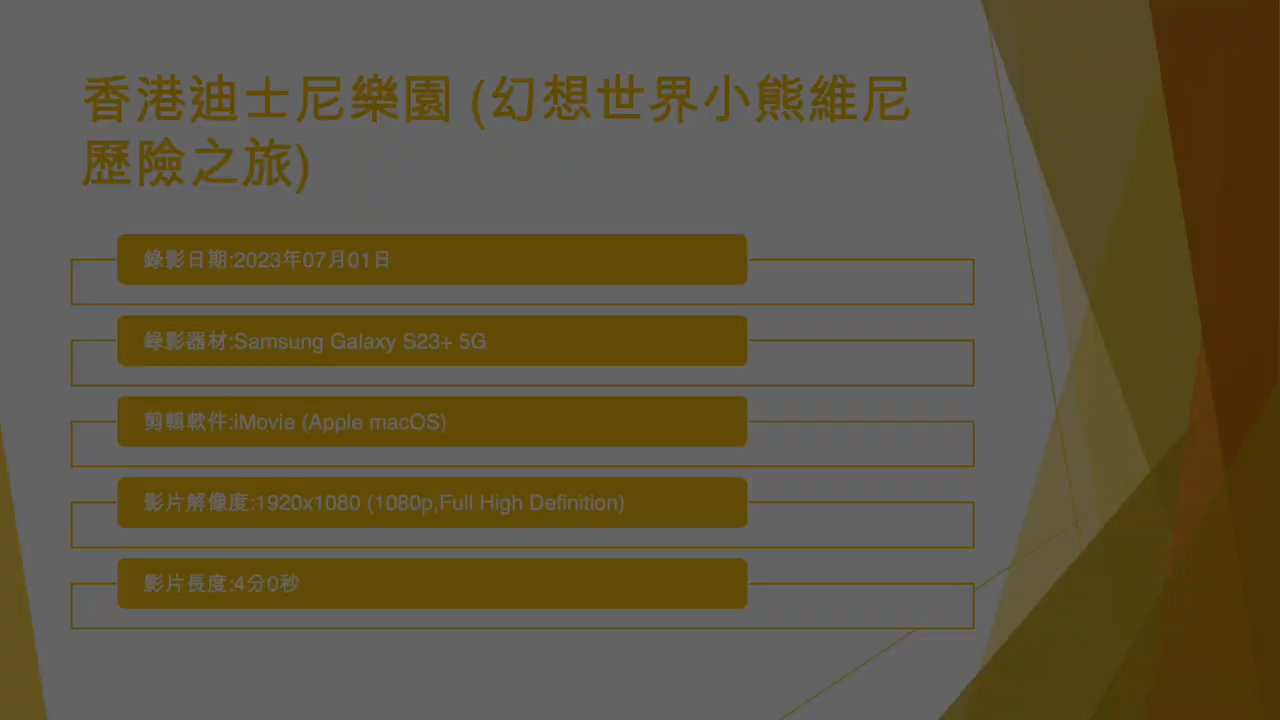 香港迪士尼樂園 (幻想世界小熊維尼
歷險之旅)
錄影日期:2023年07月01日
錄影器材:Samsung Galaxy S23+ 5G
剪輯軟件:iMovie (Apple macOS)
影片解像度:1920x1080 (1080p,Full High Definition)
影片長度:4分0秒